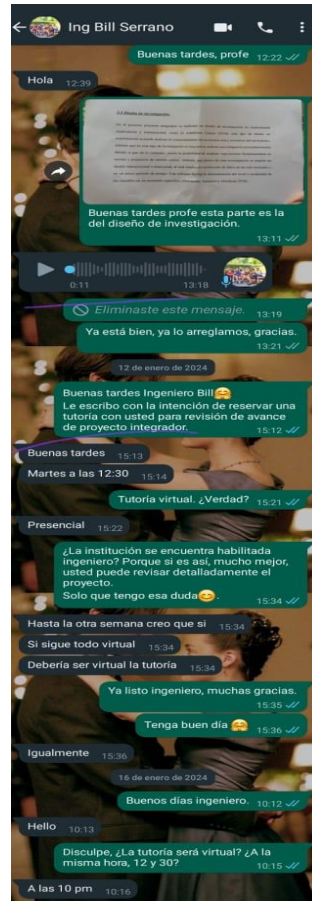 Ing Bill Serrano
Buenas tardes, profe 12:22
Hola 12:39
Buenas tardes profe esta parte es la
del diseño de investigación.
13:11
0:11 13:18
Eliminaste este mensaje. 13:19
Ya está bien, ya lo arreglamos, gracias.
13:21
12 de enero de 2024
Buenas tardes Ingeniero Bill🤗
Le escribo con la intención de reservar una
tutoría con usted para revisión de avance
de proyecto integrador. 15:12
Buenas tardes 15:13
Martes a las 12:30 15:14
Tutoría virtual. ¿Verdad? 15:21
Presencial 15:22
¿La institución se encuentra habilitada
ingeniero? Porque si es así, mucho mejor,
usted puede revisar detalladamente el
proyecto.
Solo que tengo esa duda😊. 15:34
Hasta la otra semana creo que si 15:34
Si sigue todo virtual 15:34
Debería ser virtual la tutoría 15:34
Ya listo ingeniero, muchas gracias.
15:35
Tenga buen día 🤗 15:36
Igualmente 15:36
16 de enero de 2024
Buenos días ingeniero. 10:12
Hello 10:13
Disculpe, ¿La tutoría será virtual? ¿A la
misma hora, 12 y 30? 10:15
A las 10 pm 10:16